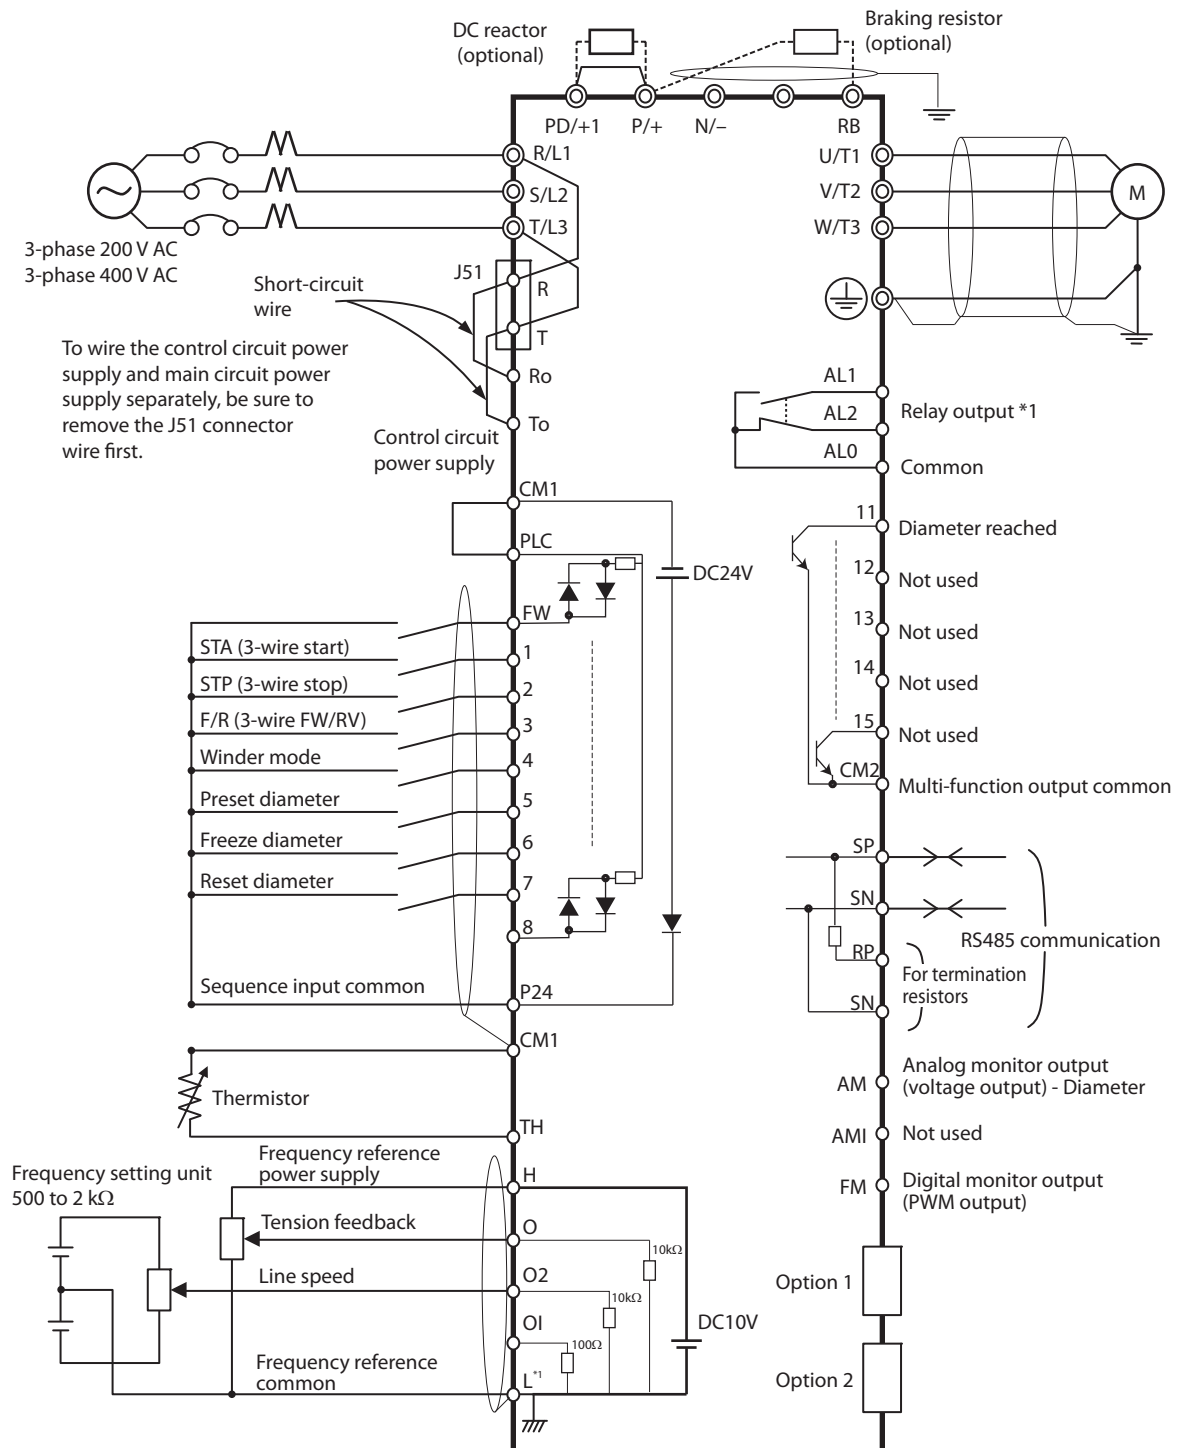 DC reactor
(optional)
Braking resistor
(optional)
PD/+1
P/+
N/–
RB
R/L1
S/L2
T/L3
U/T1
V/T2
W/T3
M
3-phase 200 V AC
3-phase 400 V AC
Short-circuit
wire
J51
R
T
Ro
To
To wire the control circuit power
supply and main circuit power
supply separately, be sure to
remove the J51 connector
wire first.
Control circuit
power supply
AL1
AL2
AL0
Relay output *1
Common
CM1
PLC
DC24V
FW
STA (3-wire start)
1
STP (3-wire stop)
2
F/R (3-wire FW/RV)
3
Winder mode
4
Preset diameter
5
Freeze diameter
6
Reset diameter
7
8
Sequence input common
P24
CM1
Thermistor
TH
11
Diameter reached
12
Not used
13
Not used
14
Not used
15
Not used
CM2
Multi-function output common
SP
SN
RS485 communication
RP
For termination
resistors
SN
AM
Analog monitor output
(voltage output) - Diameter
AMI
Not used
FM
Digital monitor output
(PWM output)
Option 1
Option 2
Frequency setting unit
500 to 2 kΩ
Frequency reference
power supply
H
Tension feedback
O
10kΩ
Line speed
O2
10kΩ
OI
100Ω
DC10V
Frequency reference
common
L*1